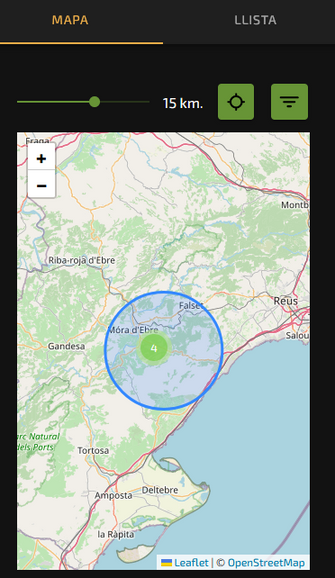 MAPA
LLISTA
15 km.
Fraga
+
−
Montb
Riba-roja d'Ebre
Falset
Reus
Móra d'Ebre
Salou
Gandesa
4
arc Natural
dels Ports
Tortosa
Deltebre
Amposta
la Ràpita
Leaflet | © OpenStreetMap